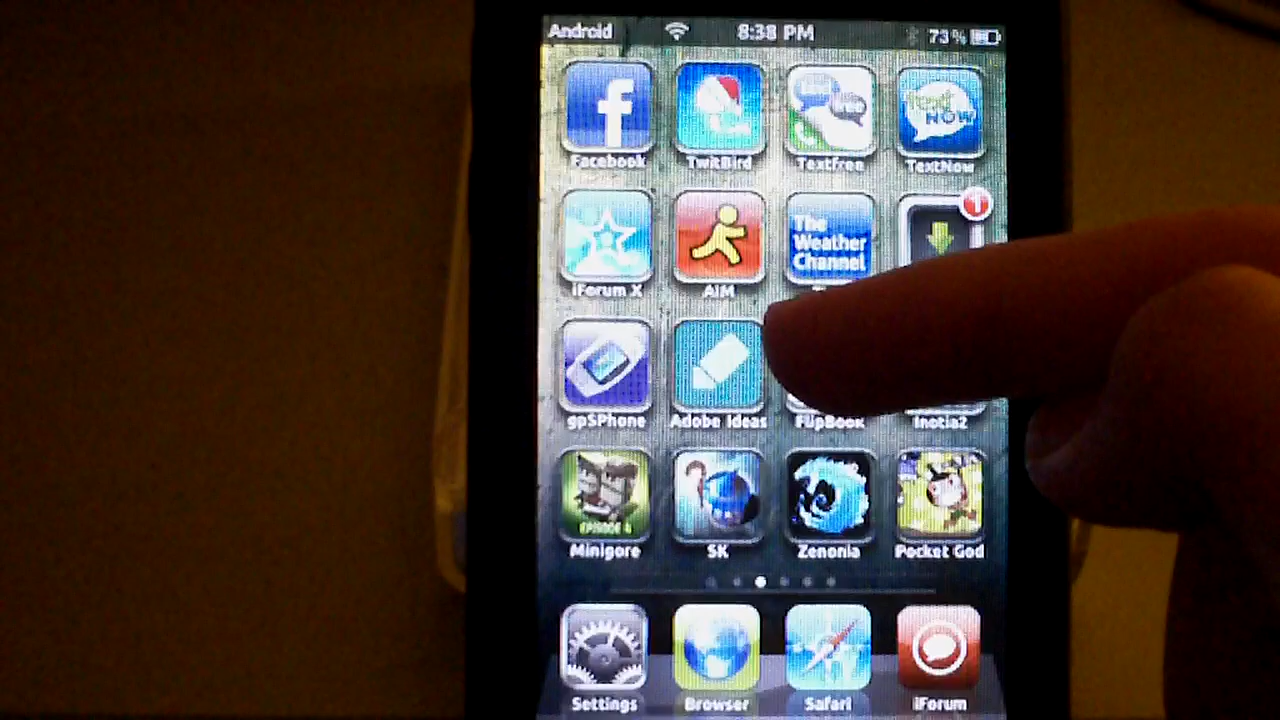 Android 8:38 PM 73%
f
text NOW
Facebook TwitBird Textfree TextNow
The
Weather
Channel
1
iForum X AIM
gpSPhone Adobe Ideas FlipBook Inotia2
EPISODE
Minigore SK Zenonia Pocket God
Settings Browser Safari iForum